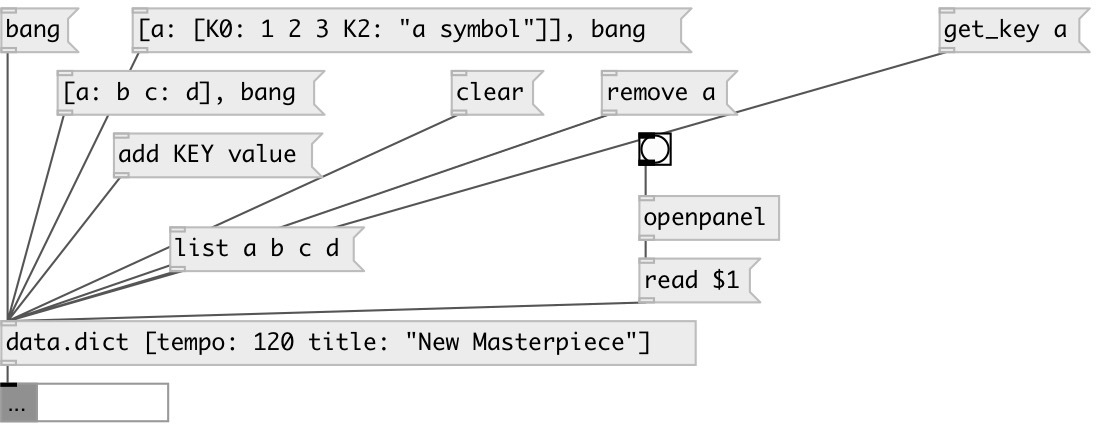 bang
[a: [K0: 1 2 3 K2: "a symbol"]], bang
get_key a
[a: b c: d], bang
clear
remove a
add KEY value
openpanel
list a b c d
read $1
data.dict [tempo: 120 title: "New Masterpiece"]
...